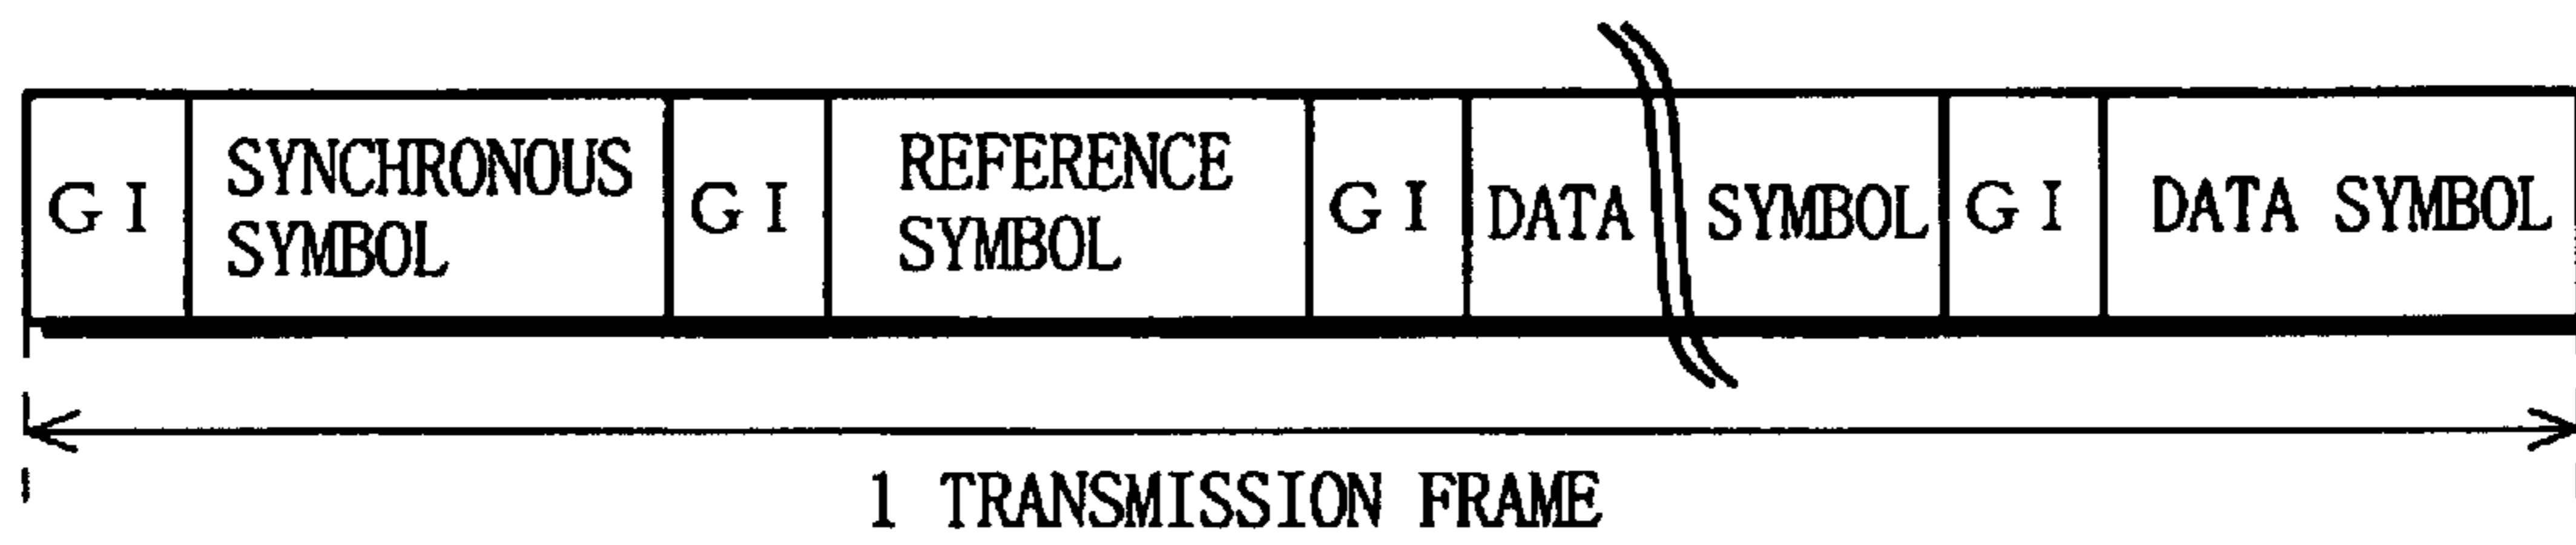 G I
SYNCHRONOUS
SYMBOL
G I
REFERENCE
SYMBOL
G I
DATA SYMBOL
G I
DATA SYMBOL
1 TRANSMISSION FRAME